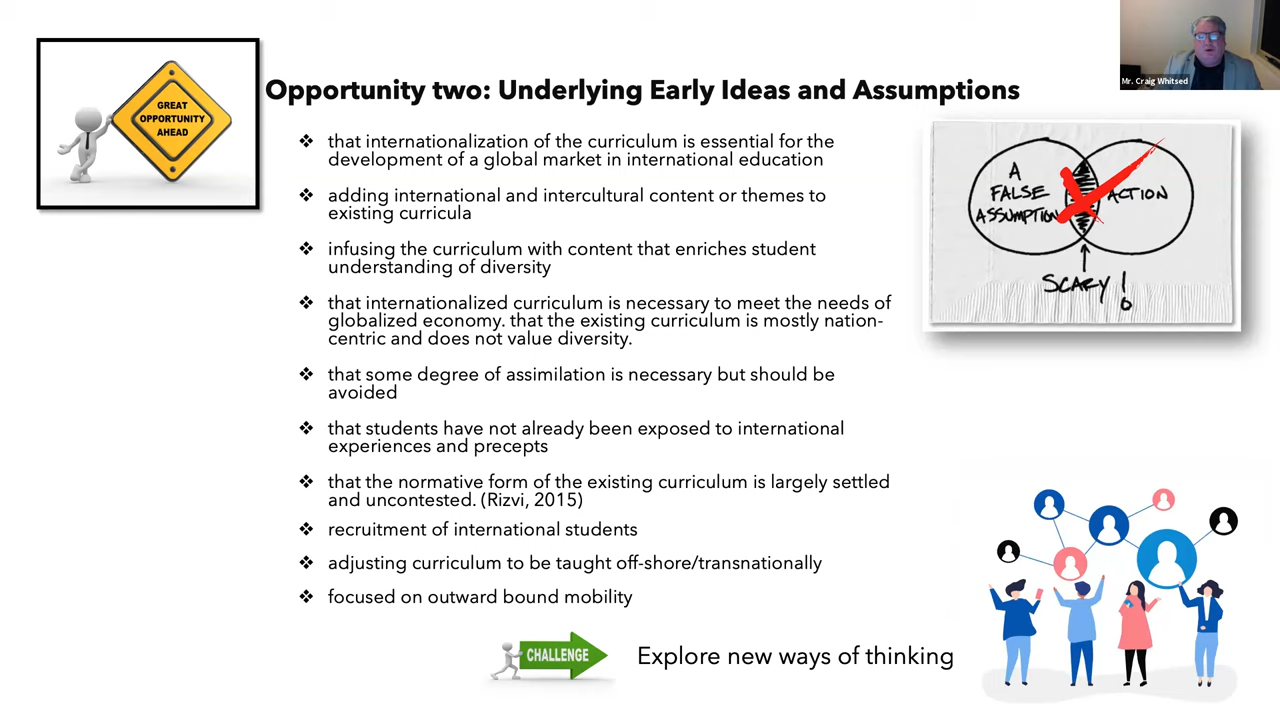 Mr. Craig Whitsed
GREAT
OPPORTUNITY
AHEAD
Opportunity two: Underlying Early Ideas and Assumptions
❖ that internationalization of the curriculum is essential for the
development of a global market in international education
❖ adding international and intercultural content or themes to
existing curricula
❖ infusing the curriculum with content that enriches student
understanding of diversity
❖ that internationalized curriculum is necessary to meet the needs of
globalized economy. that the existing curriculum is mostly nation-
centric and does not value diversity.
❖ that some degree of assimilation is necessary but should be
avoided
❖ that students have not already been exposed to international
experiences and precepts
❖ that the normative form of the existing curriculum is largely settled
and uncontested. (Rizvi, 2015)
❖ recruitment of international students
❖ adjusting curriculum to be taught off-shore/transnationally
❖ focused on outward bound mobility
A
FALSE
ASSUMPTION
ACTION
SCARY!
CHALLENGE
Explore new ways of thinking